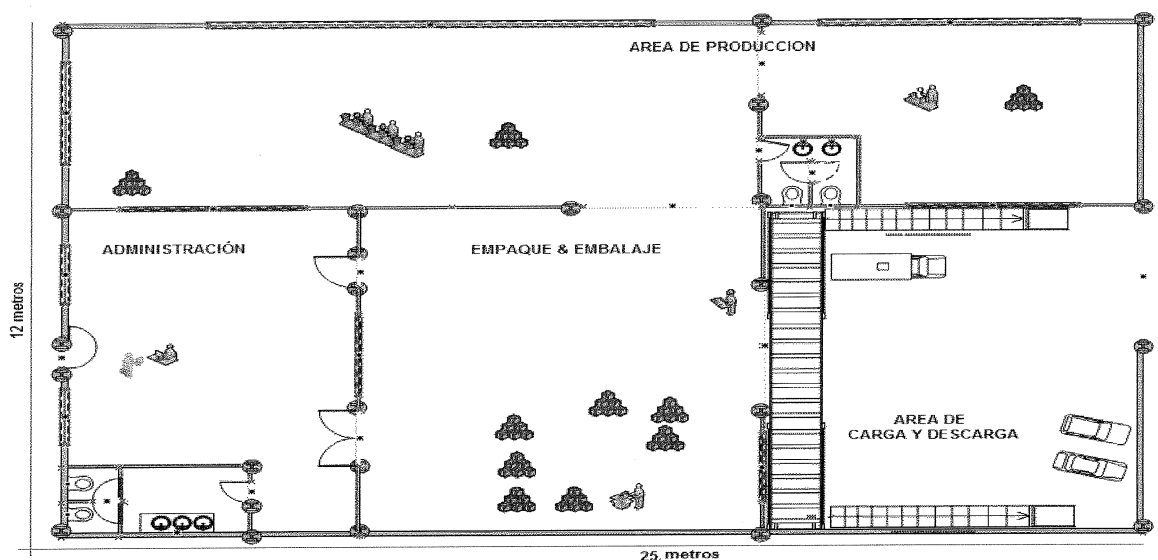 AREA DE PRODUCCION
ADMINISTRACIÓN
EMPAQUE & EMBALAJE
12 metros
AREA DE
CARGA Y DESCARGA
25. metros